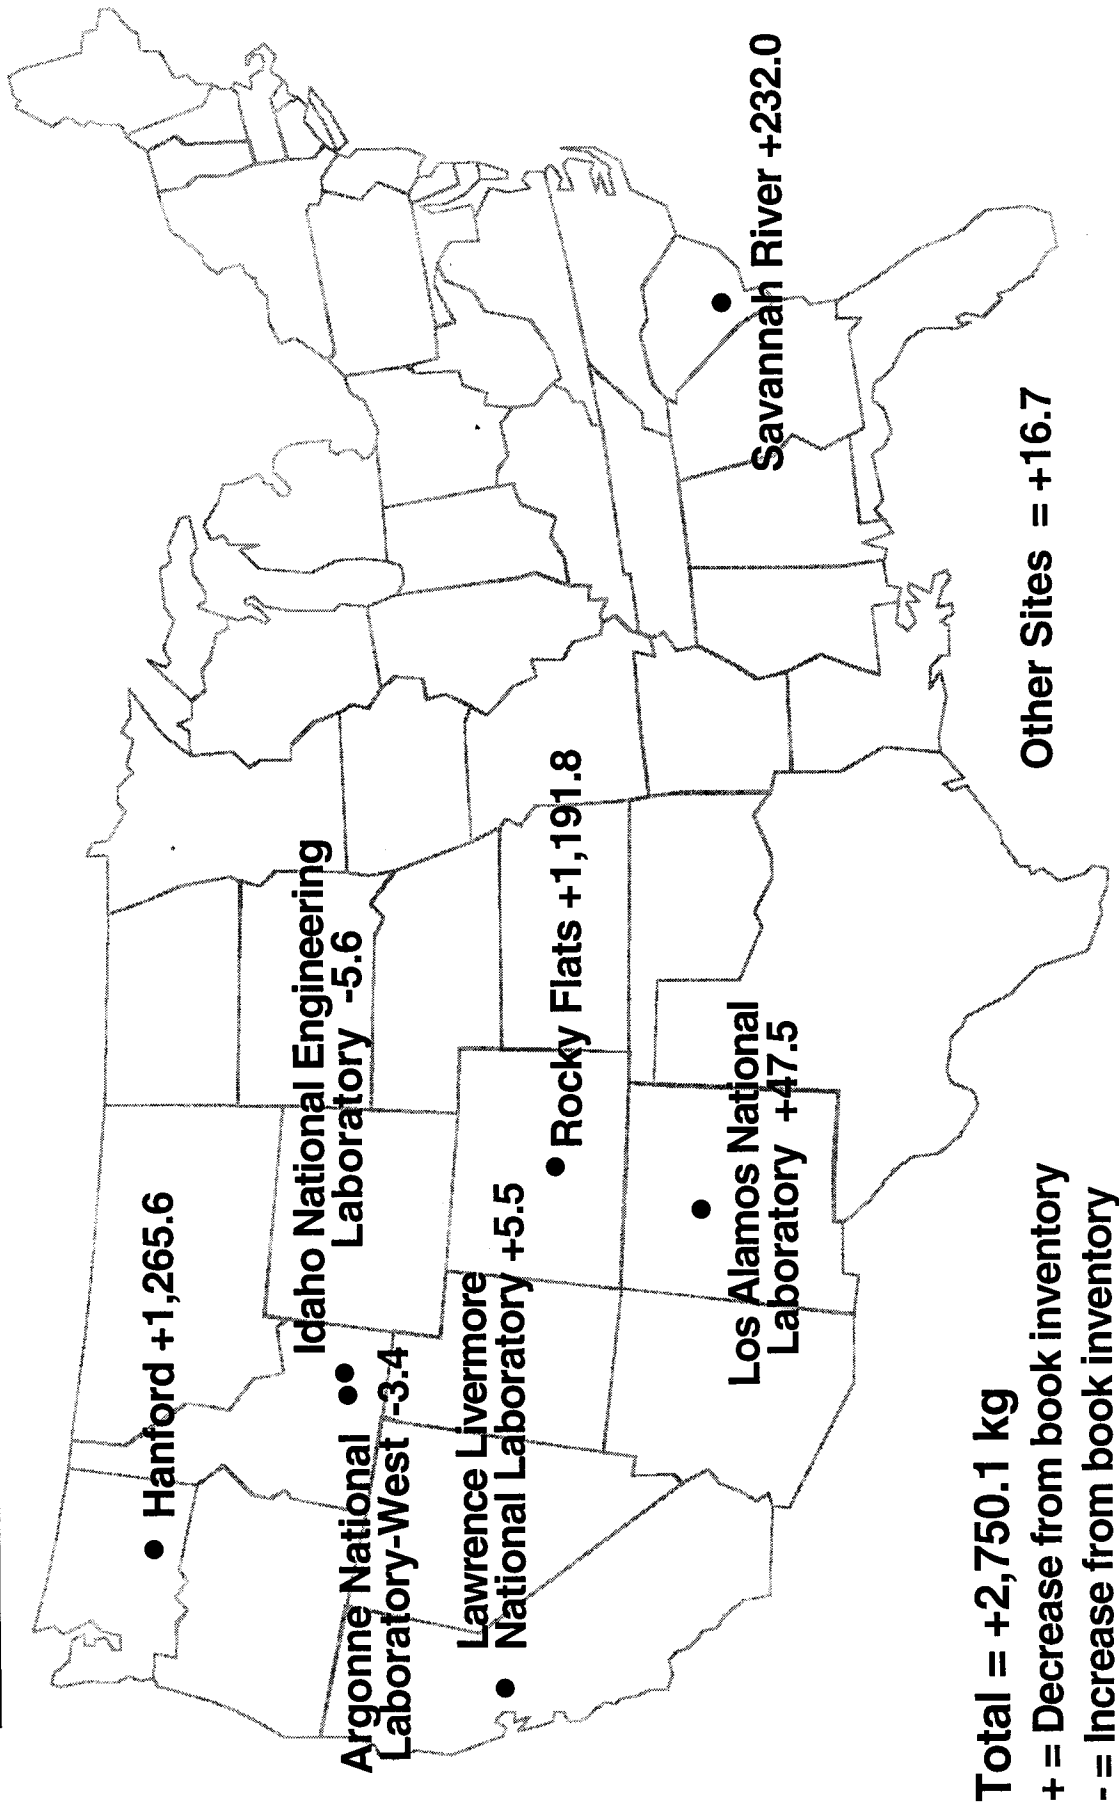 Hanford +1,265.6
Idaho National Engineering
Laboratory -5.6
Argonne National
Laboratory-West -3.4
Lawrence Livermore
National Laboratory +5.5
Rocky Flats +1,191.8
Los Alamos National
Laboratory +47.5
Savannah River +232.0
Other Sites = +16.7
Total = +2,750.1 kg
+ = Decrease from book inventory
- = Increase from book inventory